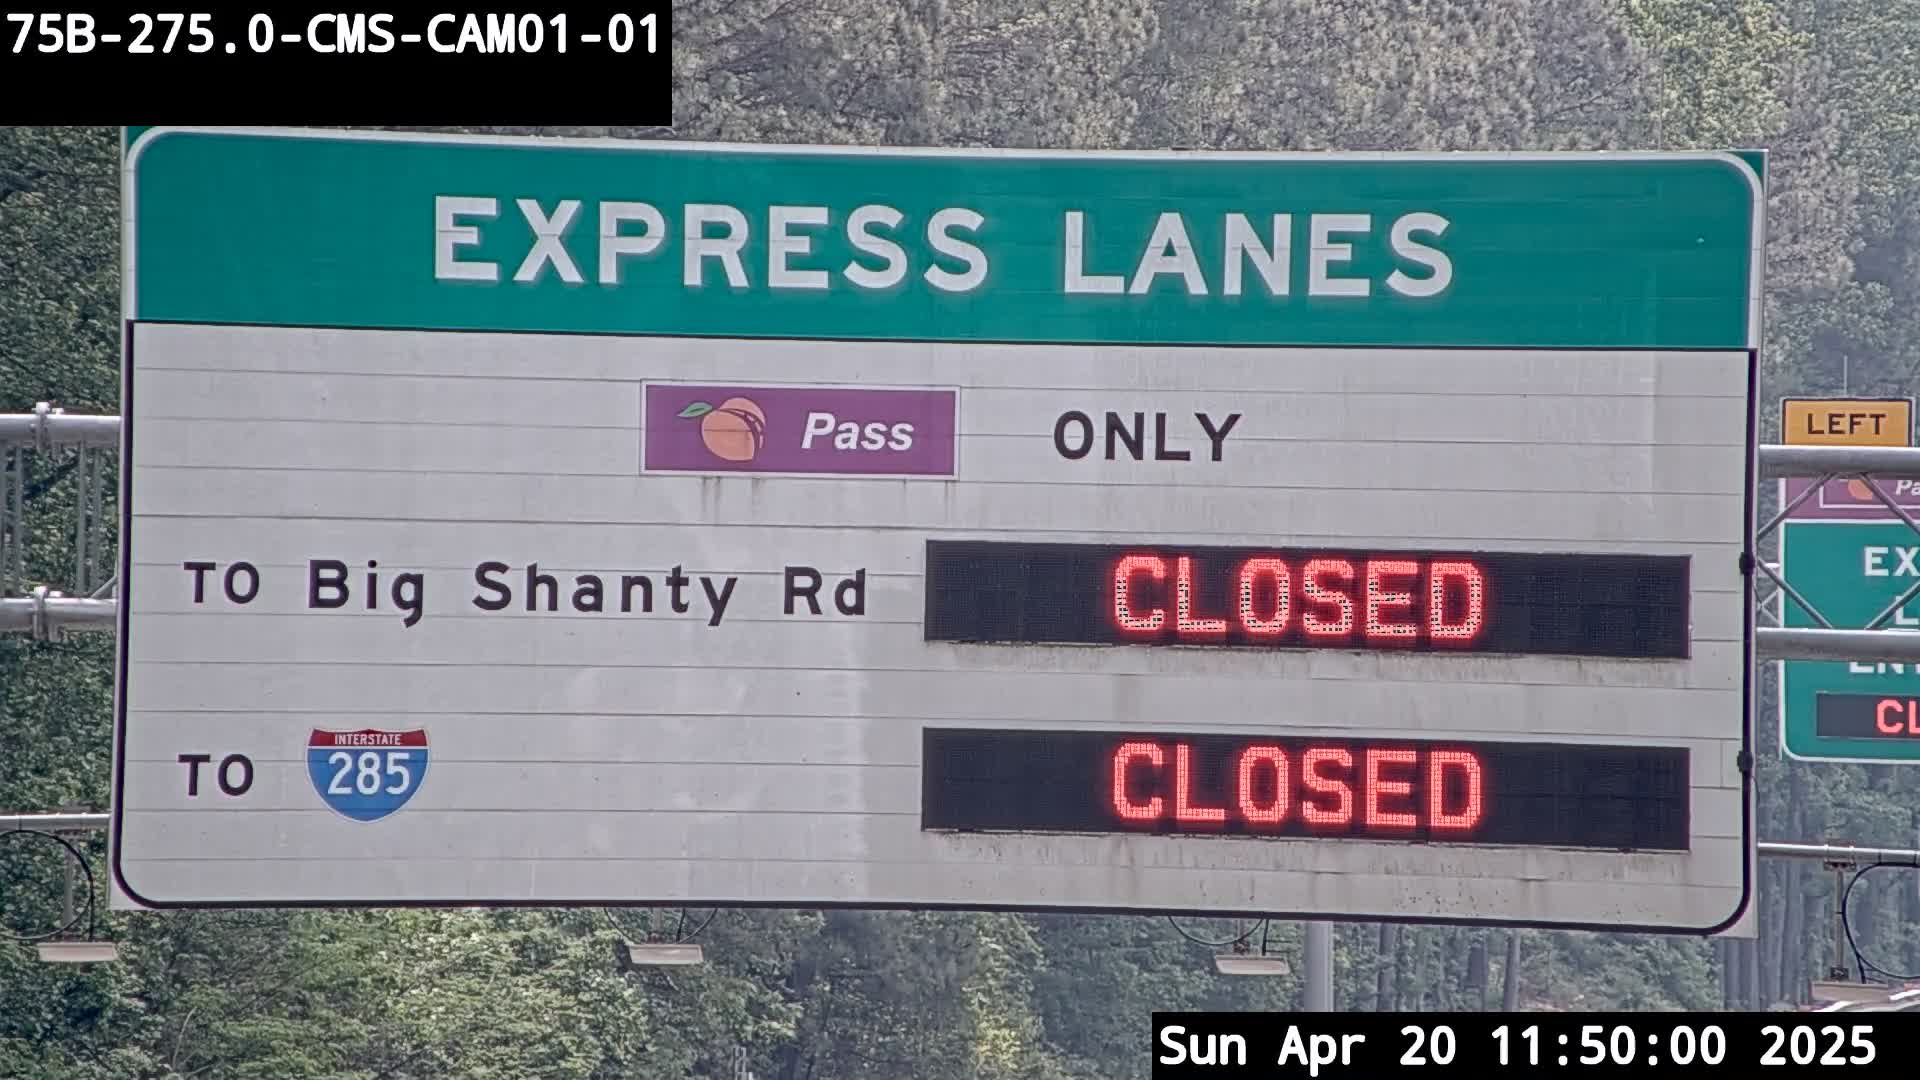 75B-275.0-CMS-CAM01-01
EXPRESS LANES
Pass ONLY
TO Big Shanty Rd CLOSED
TO INTERSTATE 285 CLOSED
LEFT
Sun Apr 20 11:50:00 2025